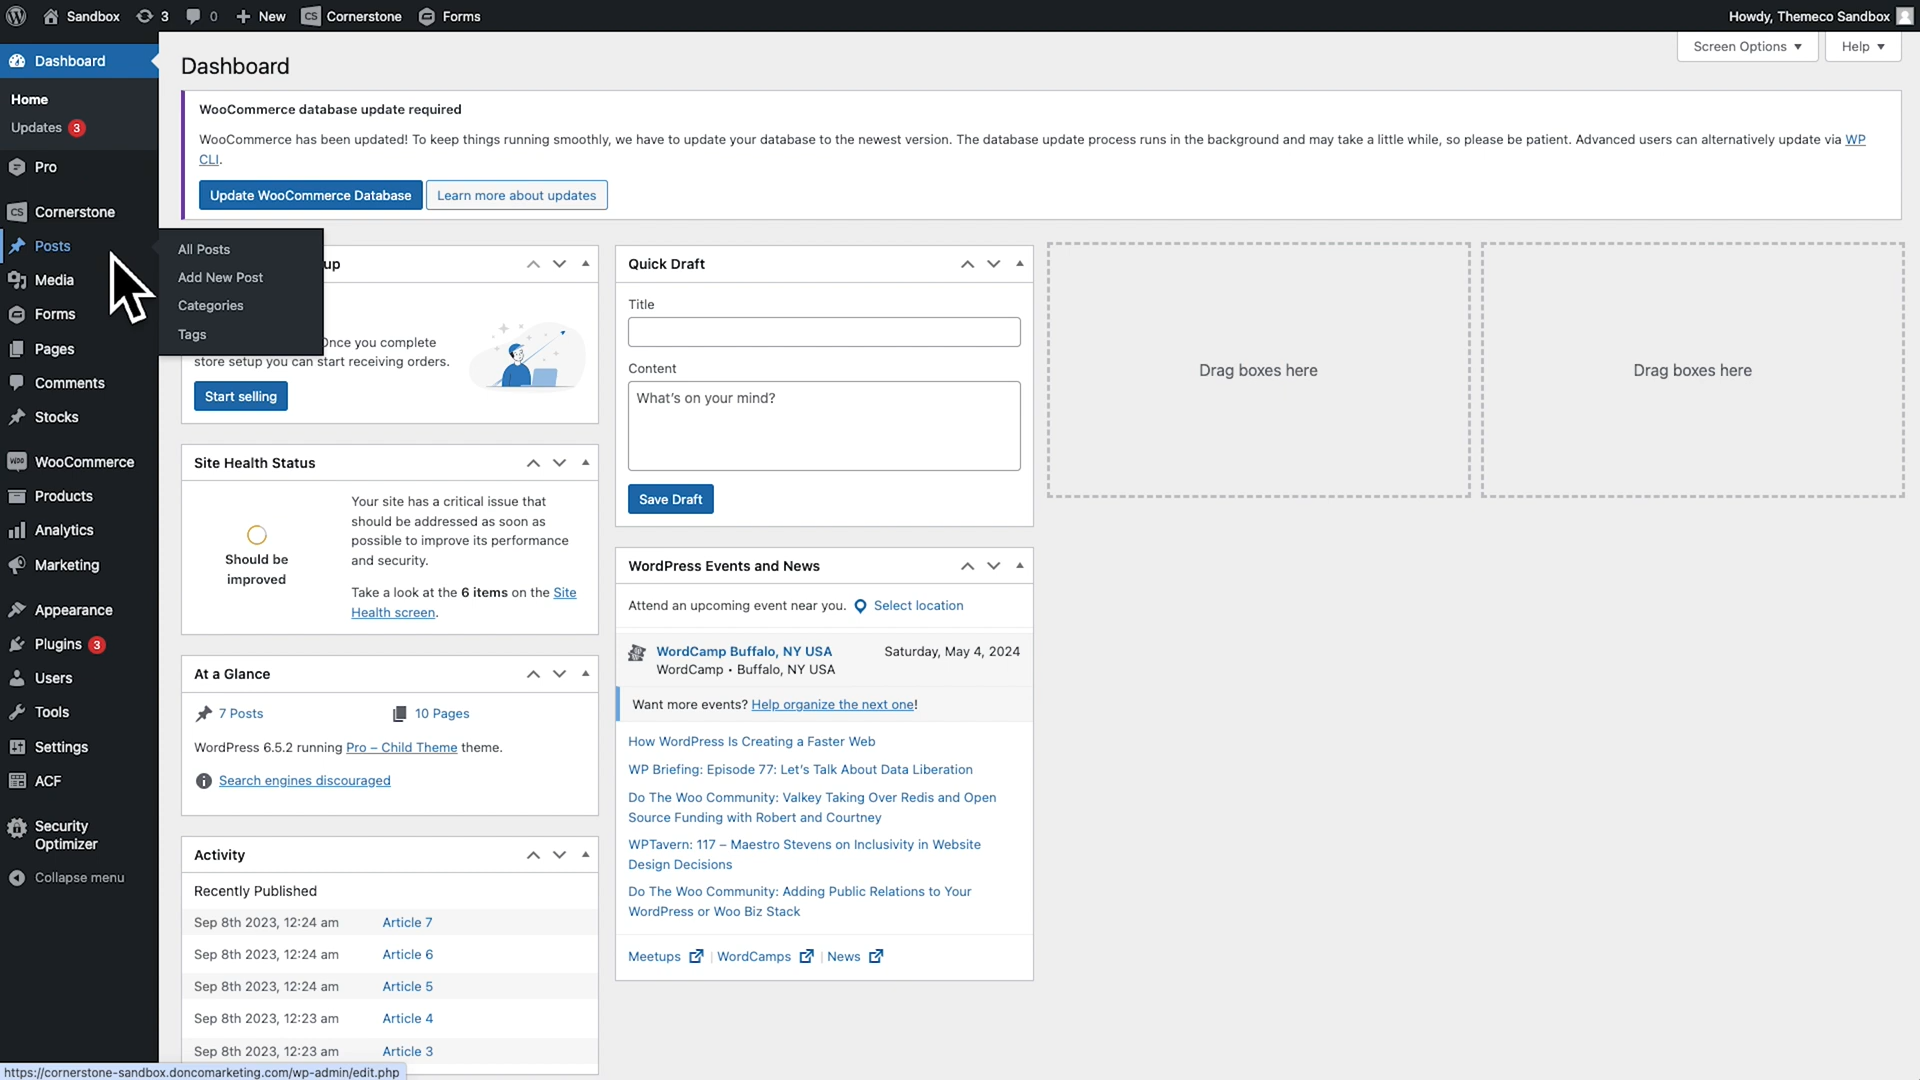 Sandbox 3 0 New CS Cornerstone Forms Howdy, Themeco Sandbox
Screen Options Help
Dashboard
Home
Updates 3
Pro
CS Cornerstone
Posts
Media
Forms
Pages
Comments
Stocks
WOO WooCommerce
Products
Analytics
Marketing
Appearance
Plugins 3
Users
Tools
Settings
ACF
Security
Optimizer
Collapse menu
All Posts
Add New Post
Categories
Tags
Dashboard
WooCommerce database update required
WooCommerce has been updated! To keep things running smoothly, we have to update your database to the newest version. The database update process runs in the background and may take a little while, so please be patient. Advanced users can alternatively update via WP
CLI.
Update WooCommerce Database Learn more about updates
up
Once you complete
store setup you can start receiving orders.
Start selling
Site Health Status
Should be
improved
Your site has a critical issue that
should be addressed as soon as
possible to improve its performance
and security.
Take a look at the 6 items on the Site
Health screen.
At a Glance
7 Posts 10 Pages
WordPress 6.5.2 running Pro – Child Theme theme.
Search engines discouraged
Activity
Recently Published
Sep 8th 2023, 12:24 am Article 7
Sep 8th 2023, 12:24 am Article 6
Sep 8th 2023, 12:24 am Article 5
Sep 8th 2023, 12:23 am Article 4
Sep 8th 2023, 12:23 am Article 3
Quick Draft
Title
Content
What's on your mind?
Save Draft
WordPress Events and News
Attend an upcoming event near you. Select location
WordCamp Buffalo, NY USA Saturday, May 4, 2024
WordCamp • Buffalo, NY USA
Want more events? Help organize the next one!
How WordPress Is Creating a Faster Web
WP Briefing: Episode 77: Let's Talk About Data Liberation
Do The Woo Community: Valkey Taking Over Redis and Open
Source Funding with Robert and Courtney
WPTavern: 117 – Maestro Stevens on Inclusivity in Website
Design Decisions
Do The Woo Community: Adding Public Relations to Your
WordPress or Woo Biz Stack
Meetups | WordCamps | News
Drag boxes here
Drag boxes here
https://cornerstone-sandbox.doncomarketing.com/wp-admin/edit.php